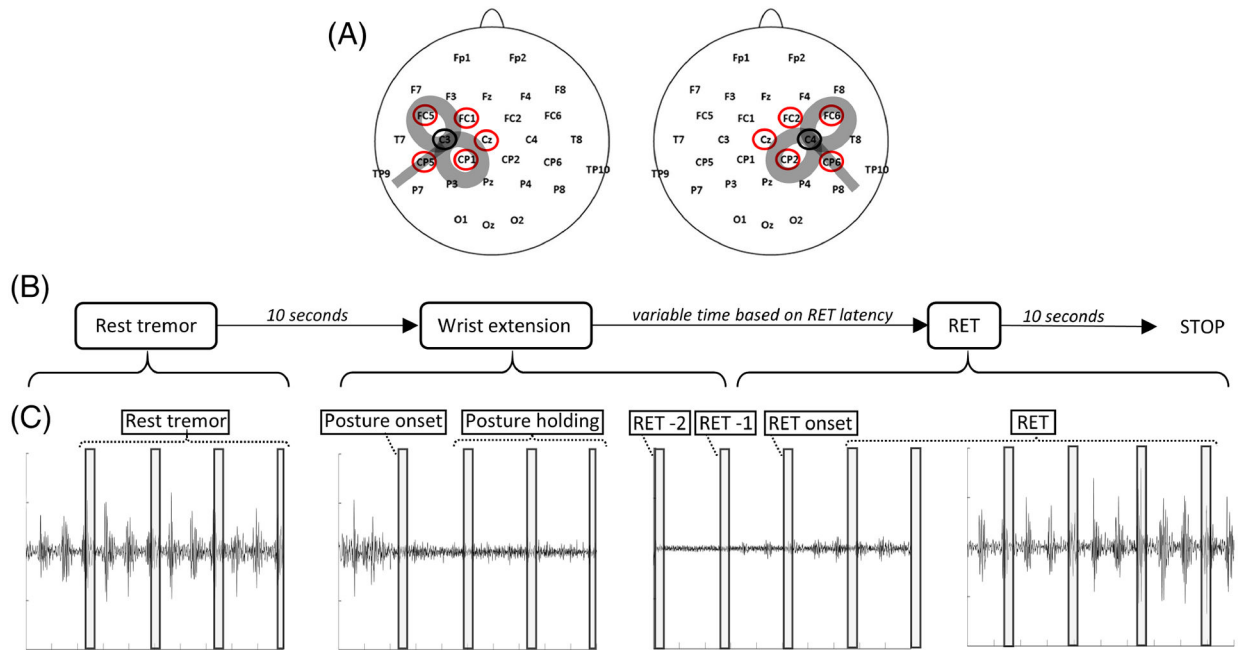 (A)
Fp1 Fp2 Fp1 Fp2
F7 F3 Fz F4 F8 F7 F3 Fz F4 F8
FC5 FC1 FC2 FC6 FC5 FC1 FC2 FC6
T7 C3 Cz C4 T8 T7 C3 Cz C4 T8
CP5 CP1 CP2 CP6 CP5 CP1 CP2 CP6
TP9 TP10 TP9 TP10
P7 P3 Pz P4 P8 P7 P3 Pz P4 P8
O1 Oz O2 O1 Oz O2
(B)
Rest tremor 10 seconds Wrist extension variable time based on RET latency RET 10 seconds STOP
(C)
Rest tremor Posture onset Posture holding RET -2 RET -1 RET onset RET